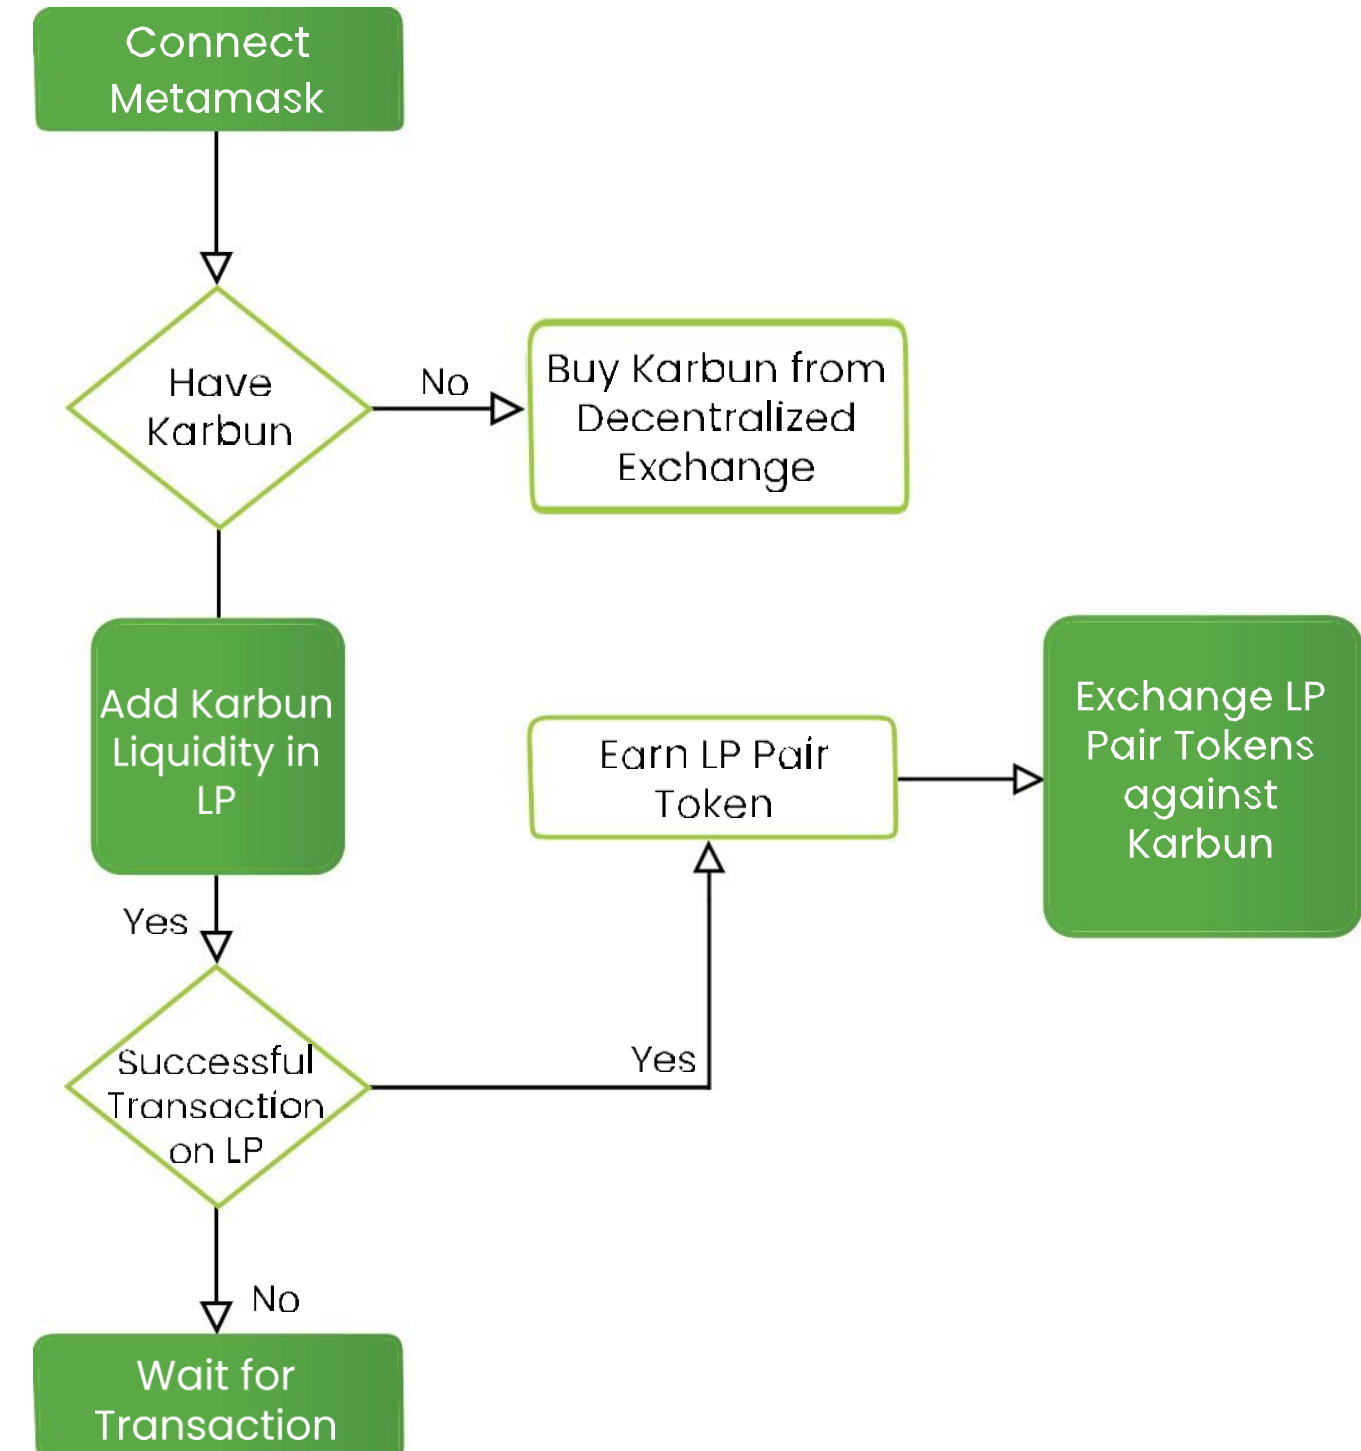 Connect
Metamask
Have
Karbun
No
Buy Karbun from
Decentralized
Exchange
Add Karbun
Liquidity in
LP
Earn LP Pair
Token
Exchange LP
Pair Tokens
against
Karbun
Yes
Successful
Transaction
on LP
Yes
No
Wait for
Transaction